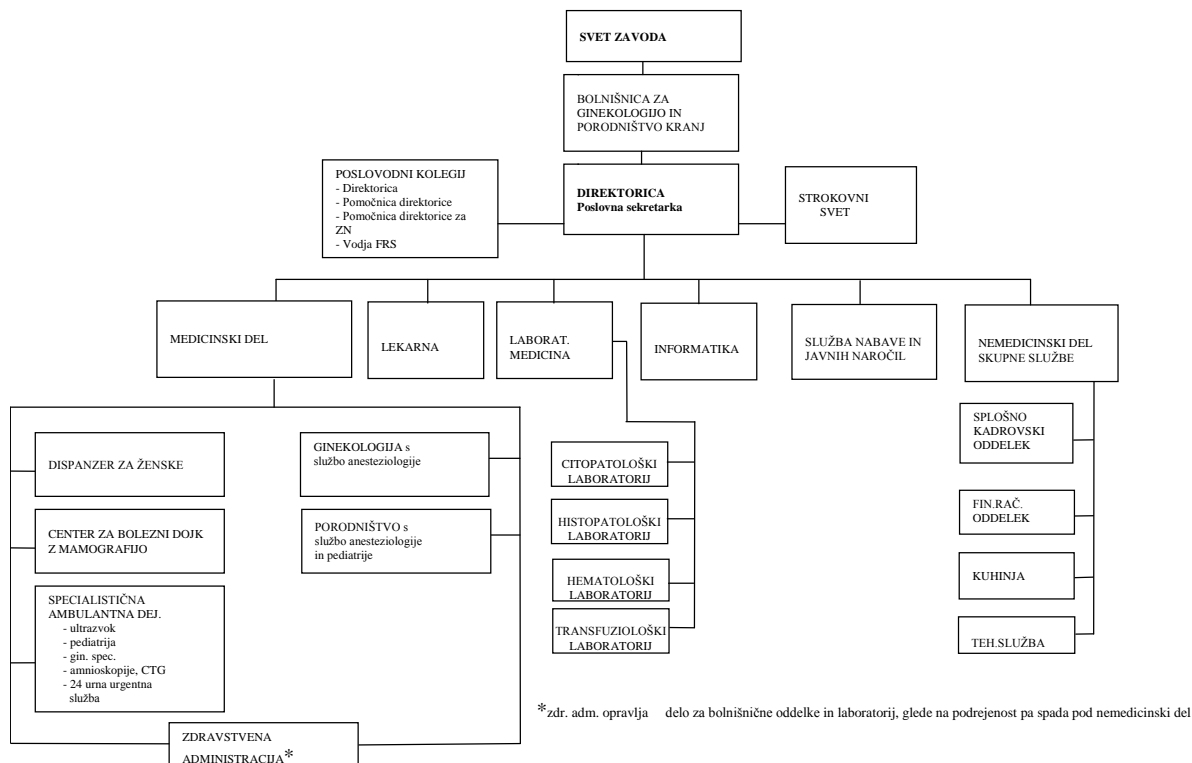 SVET ZAVODA
BOLNIŠNICA ZA
GINEKOLOGIJO IN
PORODNIŠTVO KRANJ
POSLOVODNI KOLEGIJ
- Direktorica
- Pomočnica direktorice
- Pomočnica direktorice za
ZN
- Vodja FRS
DIREKTORICA
Poslovna sekretarka
STROKOVNI
SVET
MEDICINSKI DEL
LEKARNA
LABORAT.
MEDICINA
INFORMATIKA
SLUŽBA NABAVE IN
JAVNIH NAROČIL
NEMEDICINSKI DEL
SKUPNE SLUŽBE
DISPANZER ZA ŽENSKE
CENTER ZA BOLEZNI DOJK
Z MAMOGRAFIJO
SPECIALISTIČNA
AMBULANTNA DEJ.
- ultrazvok
- pediatrija
- gin. spec.
- amnioskopije, CTG
- 24 urna urgentna
služba
GINEKOLOGIJA s
službo anesteziologije
PORODNIŠTVO s
službo anesteziologije
in pediatrije
CITOPATOLOŠKI
LABORATORIJ
HISTOPATOLOŠKI
LABORATORIJ
HEMATOLOŠKI
LABORATORIJ
TRANSFUZIOLOŠKI
LABORATORIJ
SPLOŠNO
KADROVSKI
ODDELEK
FIN.RAČ.
ODDELEK
KUHINJA
TEH.SLUŽBA
ZDRAVSTVENA
ADMINISTRACIJA*
*zdr. adm. opravlja delo za bolnišnične oddelke in laboratorij, glede na podrejenost pa spada pod nemedicinski del